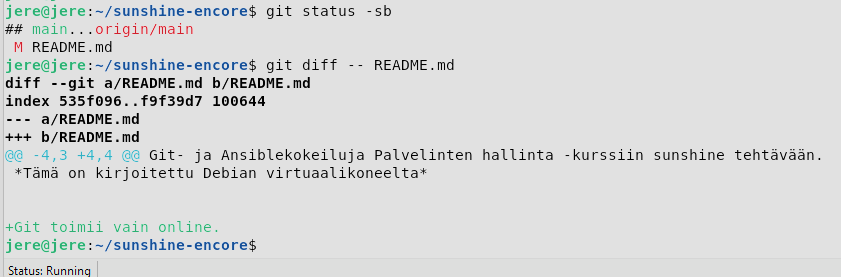 jere@jere:~/sunshine-encore$ git status -sb
## main...origin/main
 M README.md
jere@jere:~/sunshine-encore$ git diff -- README.md
diff --git a/README.md b/README.md
index 535f096..f9f39d7 100644
--- a/README.md
+++ b/README.md
@@ -4,3 +4,4 @@ Git- ja Ansiblekokeiluja Palvelinten hallinta -kurssiin sunshine tehtävään.
 *Tämä on kirjoitettu Debian virtuaalikoneelta*
+Git toimii vain online.
jere@jere:~/sunshine-encore$
Status: Running